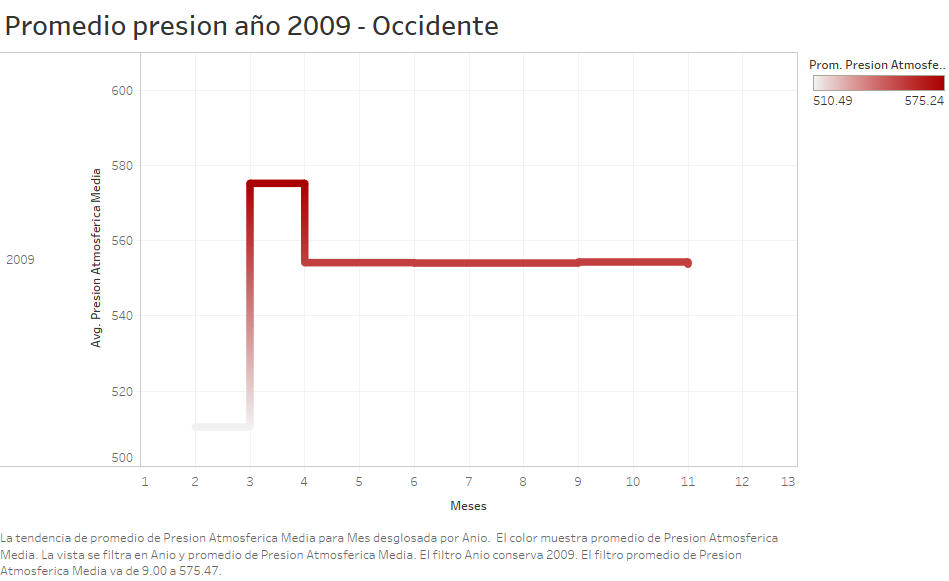 Promedio presion año 2009 - Occidente
Prom. Presion Atmosfe..
510.49 575.24
600
580
560
540
520
500
2009
Avg. Presion Atmosferica Media
1 2 3 4 5 6 7 8 9 10 11 12 13
Meses
La tendencia de promedio de Presion Atmosferica Media para Mes desglosada por Anio. El color muestra promedio de Presion Atmosferica
Media. La vista se filtra en Anio y promedio de Presion Atmosferica Media. El filtro Anio conserva 2009. El filtro promedio de Presion
Atmosferica Media va de 9.00 a 575.47.